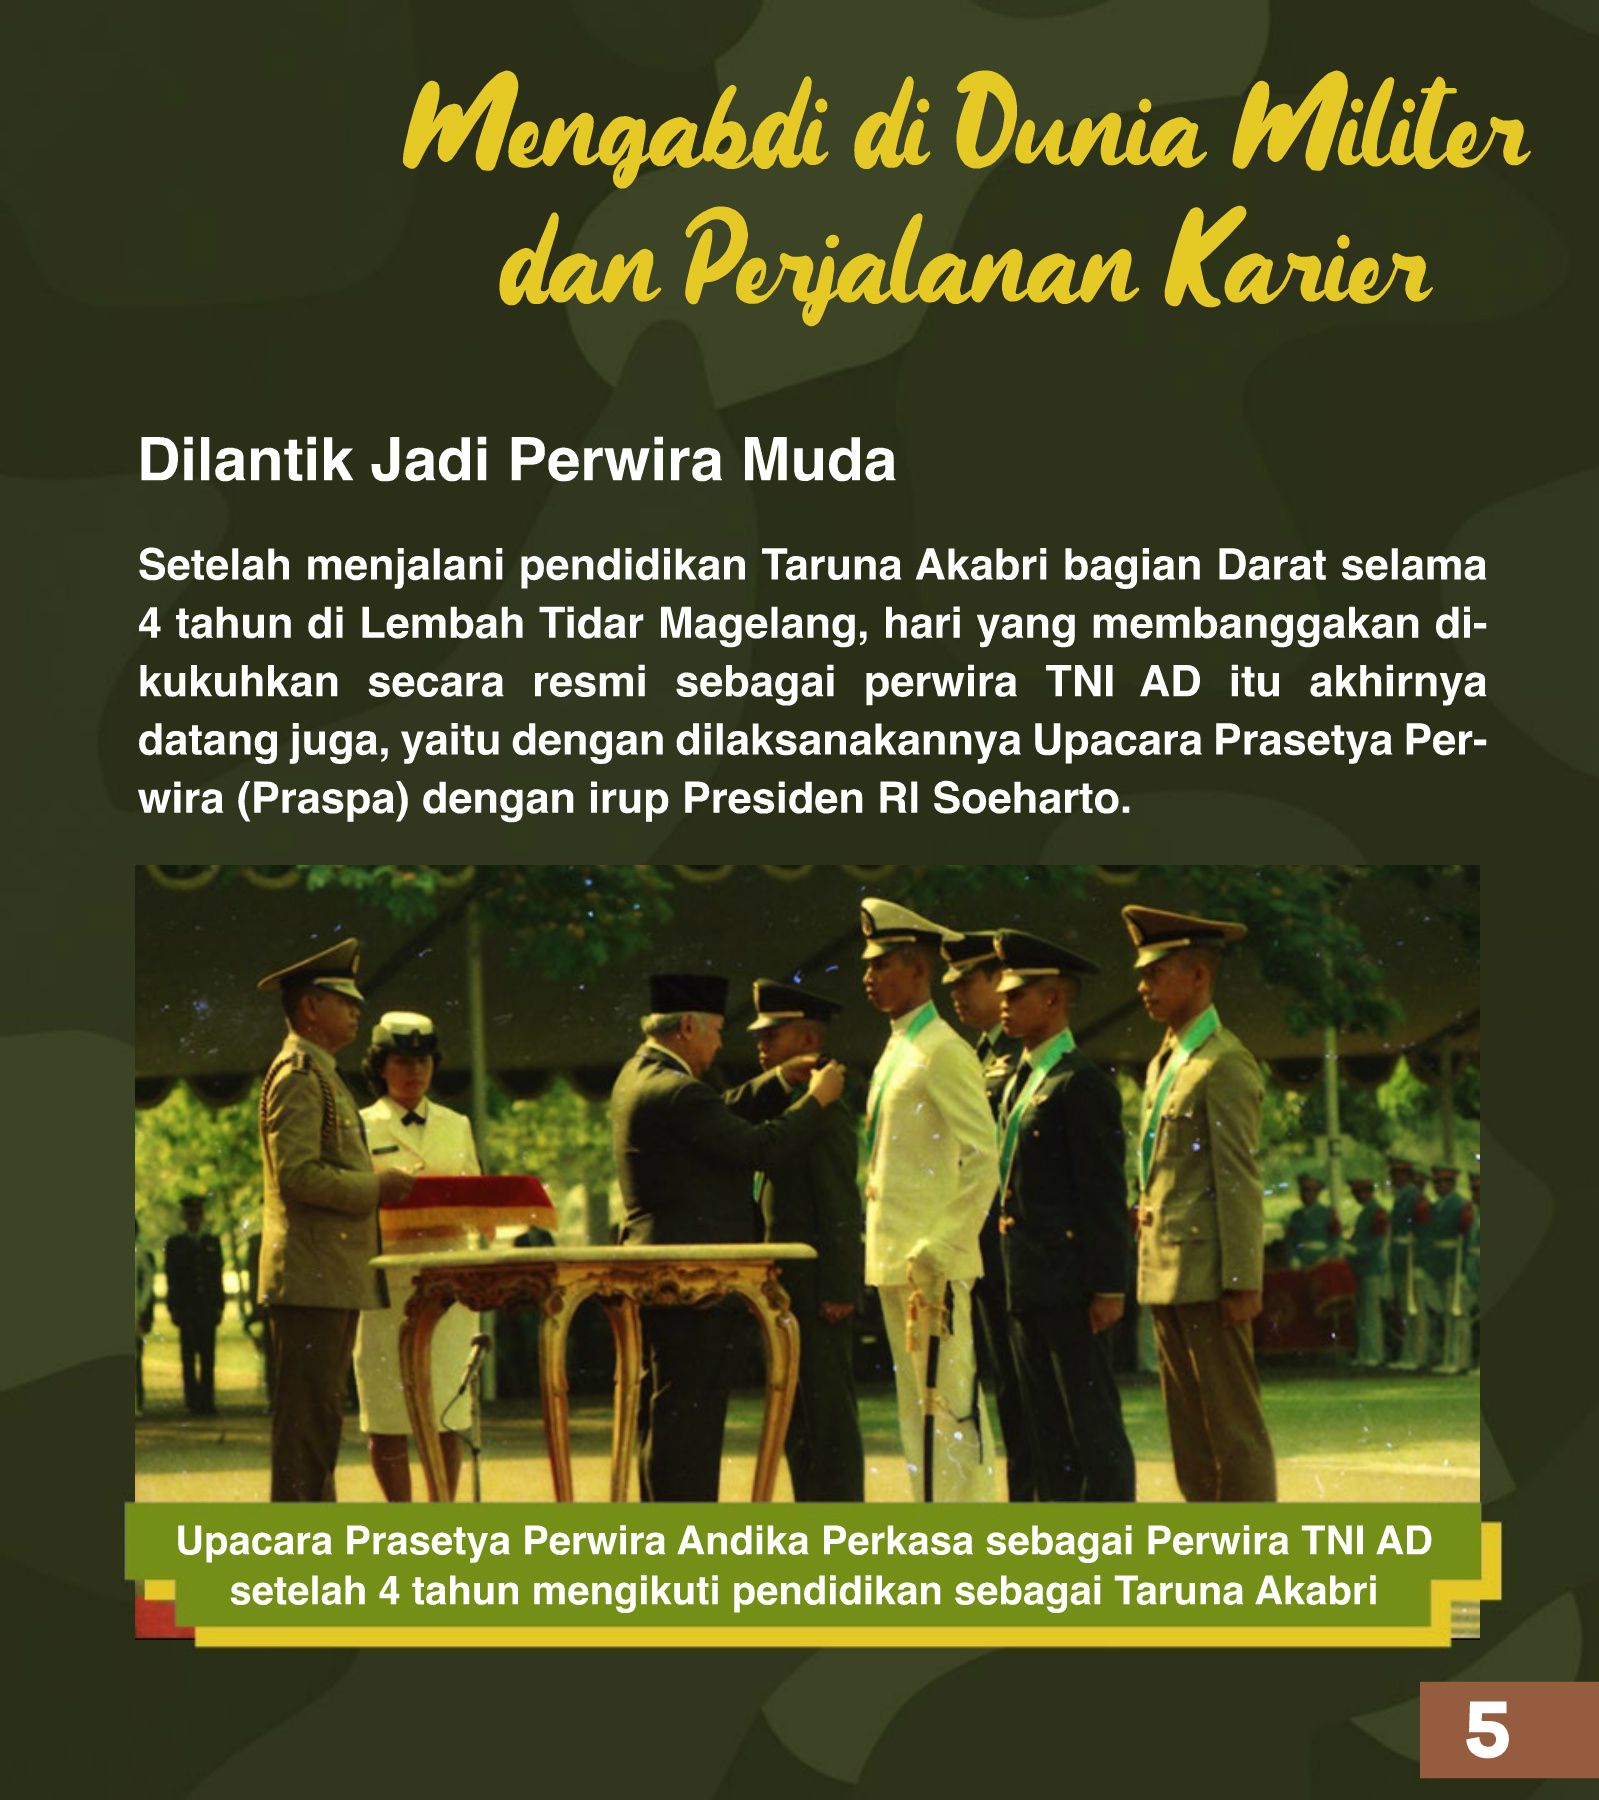 Mengabdi di Dunia Militer
dan Perjalanan Karier
Dilantik Jadi Perwira Muda
Setelah menjalani pendidikan Taruna Akabri bagian Darat selama
4 tahun di Lembah Tidar Magelang, hari yang membanggakan di-
kukuhkan secara resmi sebagai perwira TNI AD itu akhirnya
datang juga, yaitu dengan dilaksanakannya Upacara Prasetya Per-
wira (Praspa) dengan irup Presiden RI Soeharto.
Upacara Prasetya Perwira Andika Perkasa sebagai Perwira TNI AD
setelah 4 tahun mengikuti pendidikan sebagai Taruna Akabri
5